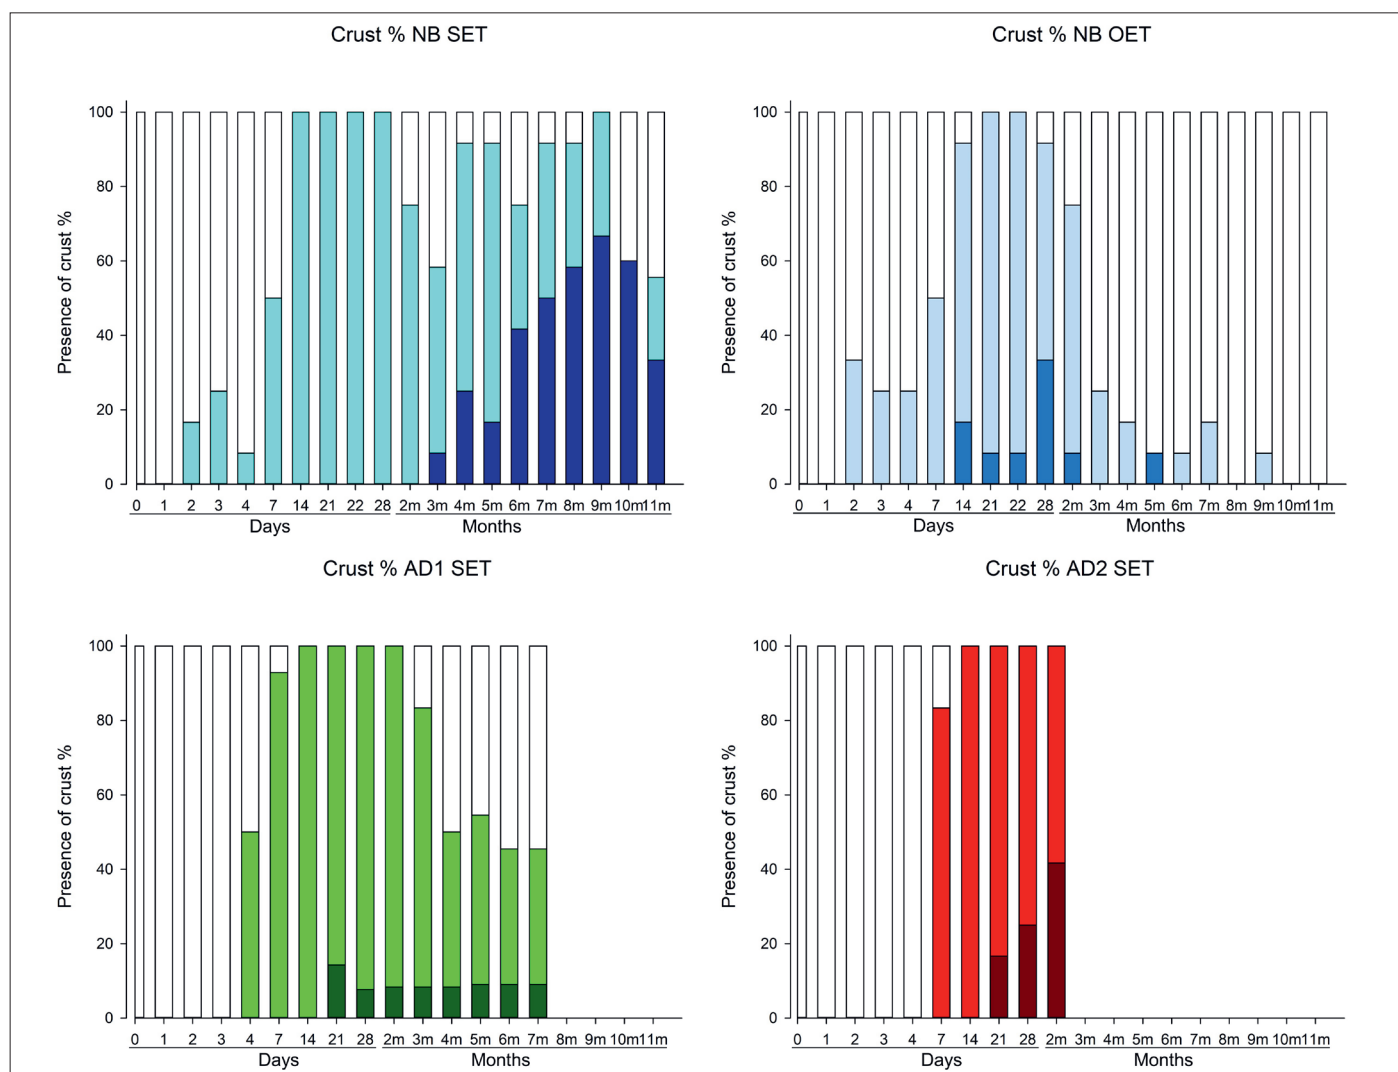 Crust % NB SET
Presence of crust %
100
80
60
40
20
0
0 1 2 3 4 7 14 21 22 28 2m 3m 4m 5m 6m 7m 8m 9m 10m 11m
Days Months
Crust % NB OET
Presence of crust %
100
80
60
40
20
0
0 1 2 3 4 7 14 21 22 28 2m 3m 4m 5m 6m 7m 8m 9m 10m 11m
Days Months
Crust % AD1 SET
Presence of crust %
100
80
60
40
20
0
0 1 2 3 4 7 14 21 28 2m 3m 4m 5m 6m 7m 8m 9m 10m 11m
Days Months
Crust % AD2 SET
Presence of crust %
100
80
60
40
20
0
0 1 2 3 4 7 14 21 28 2m 3m 4m 5m 6m 7m 8m 9m 10m 11m
Days Months